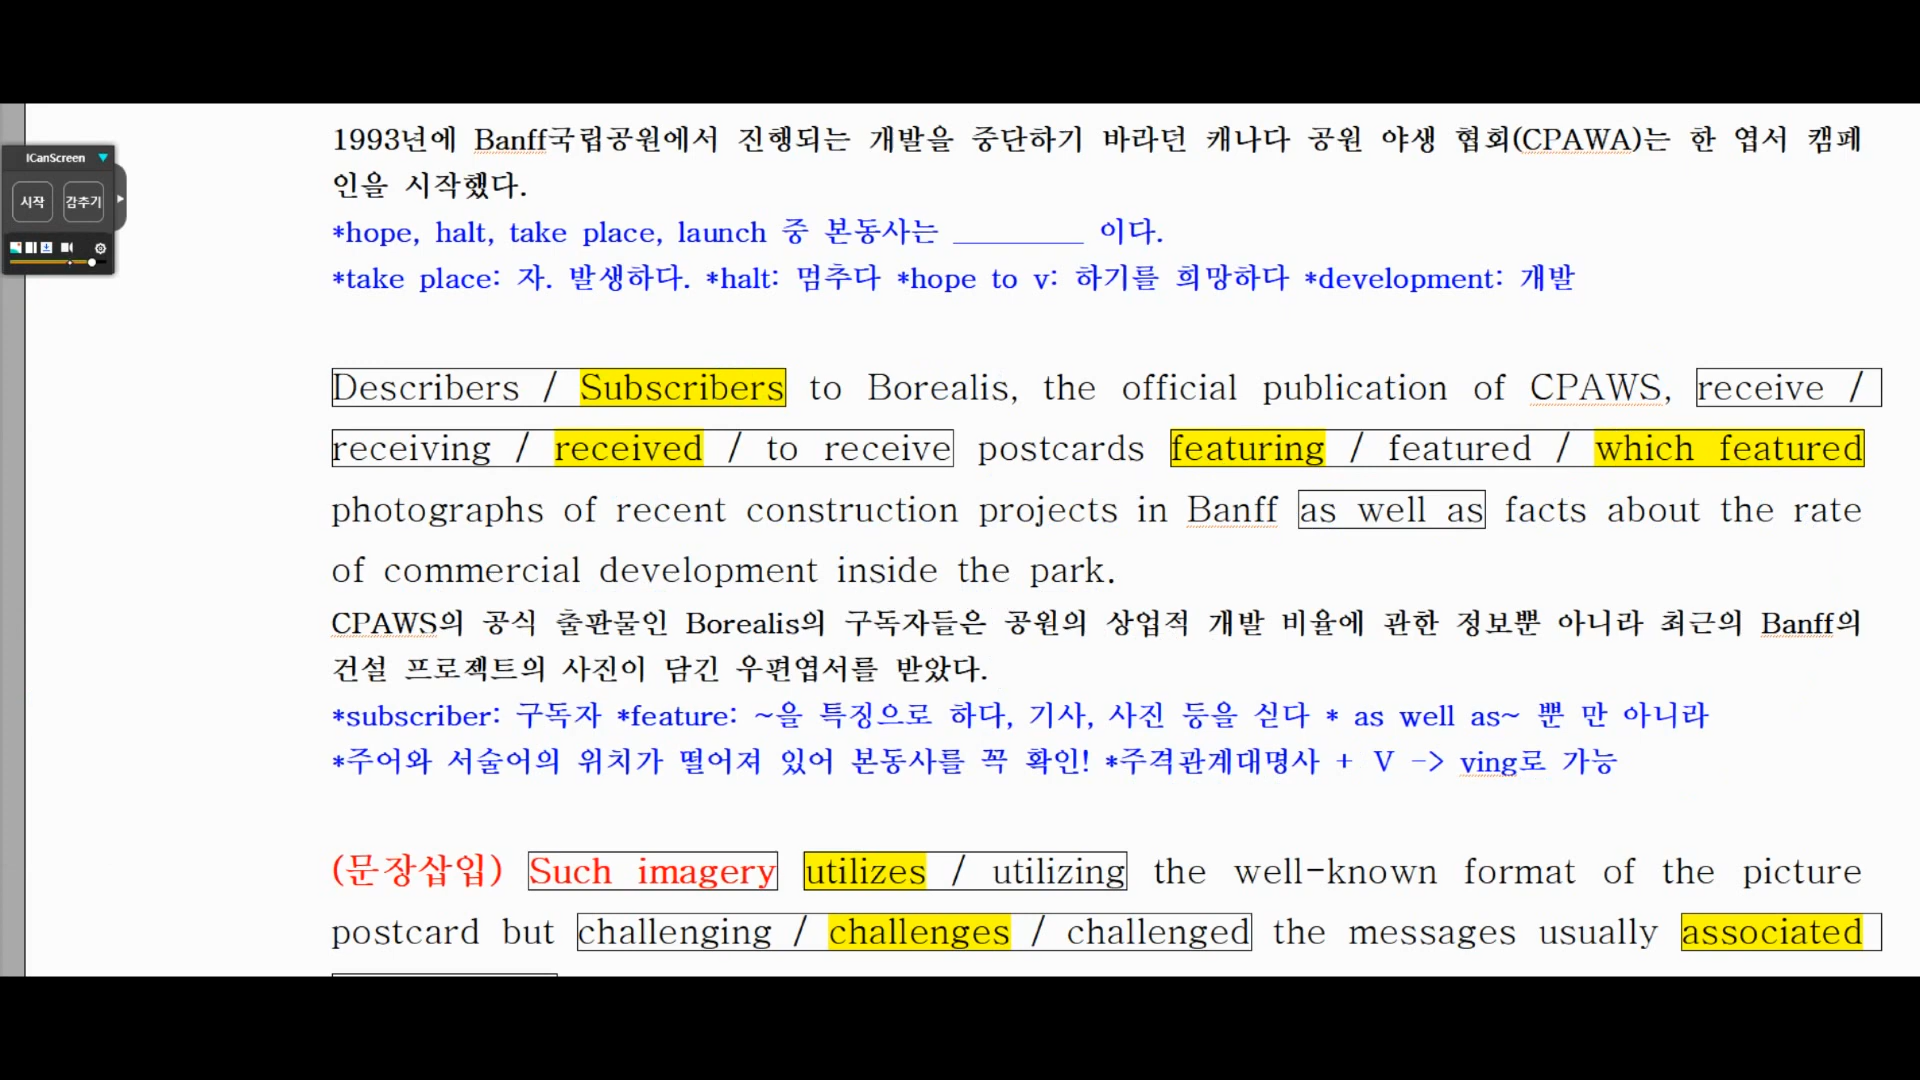 ICanScreen
시작 감추기
1993년에 Banff국립공원에서 진행되는 개발을 중단하기 바라던 캐나다 공원 야생 협회(CPAWA)는 한 엽서 캠페
인을 시작했다.
*hope, halt, take place, launch 중 본동사는 _________ 이다.
*take place: 자. 발생하다. *halt: 멈추다 *hope to v: 하기를 희망하다 *development: 개발
Describers / Subscribers to Borealis, the official publication of CPAWS, receive /
receiving / received / to receive postcards featuring / featured / which featured
photographs of recent construction projects in Banff as well as facts about the rate
of commercial development inside the park.
CPAWS의 공식 출판물인 Borealis의 구독자들은 공원의 상업적 개발 비율에 관한 정보뿐 아니라 최근의 Banff의
건설 프로젝트의 사진이 담긴 우편엽서를 받았다.
*subscriber: 구독자 *feature: ~을 특징으로 하다, 기사, 사진 등을 싣다 * as well as~ 뿐 만 아니라
*주어와 서술어의 위치가 떨어져 있어 본동사를 꼭 확인! *주격관계대명사 + V -> ving로 가능
(문장삽입) Such imagery utilizes / utilizing the well-known format of the picture
postcard but challenging / challenges / challenged the messages usually associated